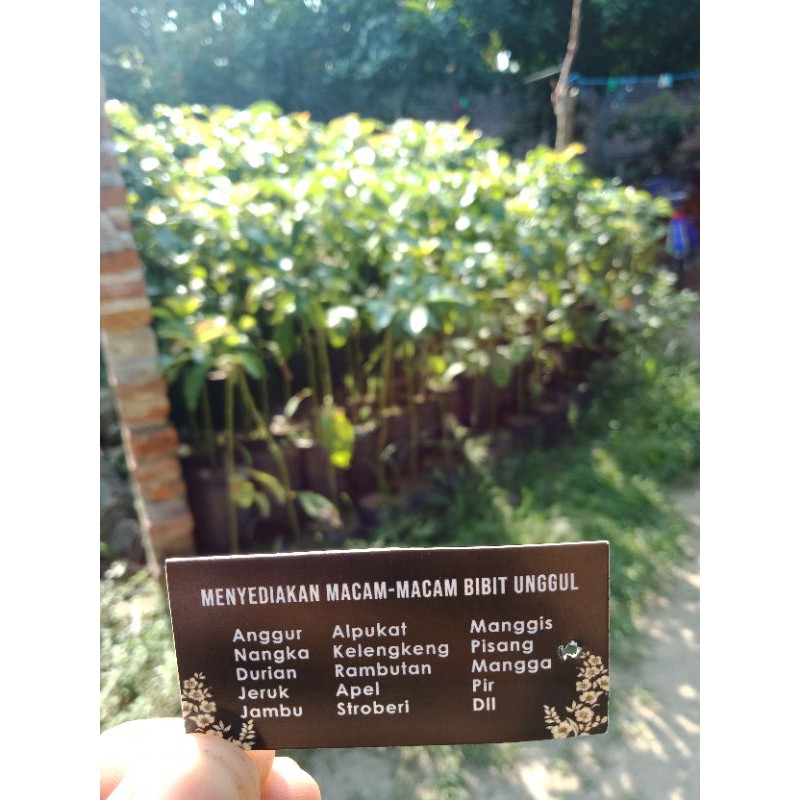 MENYEDIAKAN MACAM-MACAM BIBIT UNGGUL
Anggur
Nangka
Durian
Jeruk
Jambu
Alpukat
Kelengkeng
Rambutan
Apel
Stroberi
Manggis
Pisang
Mangga
Pir
Dll